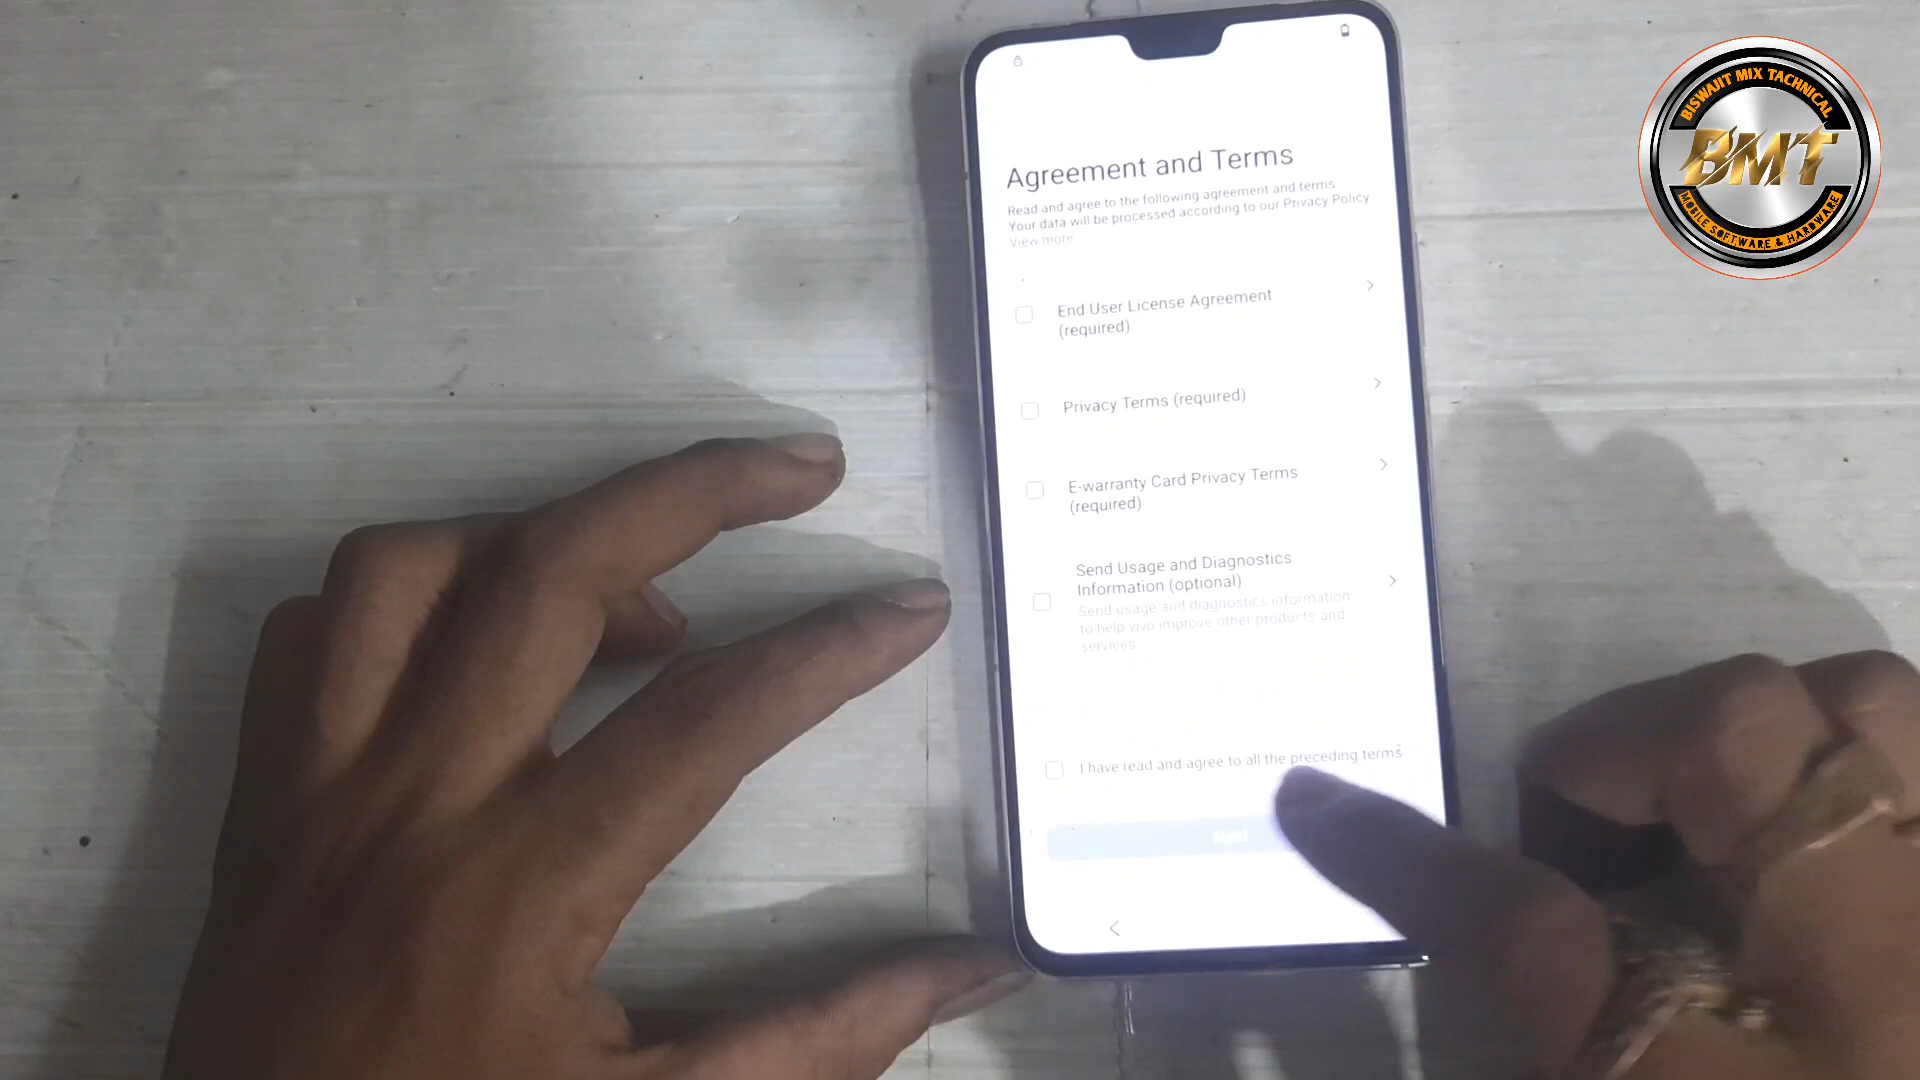 Agreement and Terms
Read and agree to the following agreement and terms
Your data will be processed according to our Privacy Policy
View more
End User License Agreement
(required)
Privacy Terms (required)
E-warranty Card Privacy Terms
(required)
Send Usage and Diagnostics
Information (optional)
Send usage and diagnostics information
to help vivo improve other products and
services
I have read and agree to all the preceding terms
Next
BISWAJIT MIX TACHNICAL
BMT
MOBILE SOFTWARE & HARDWARE